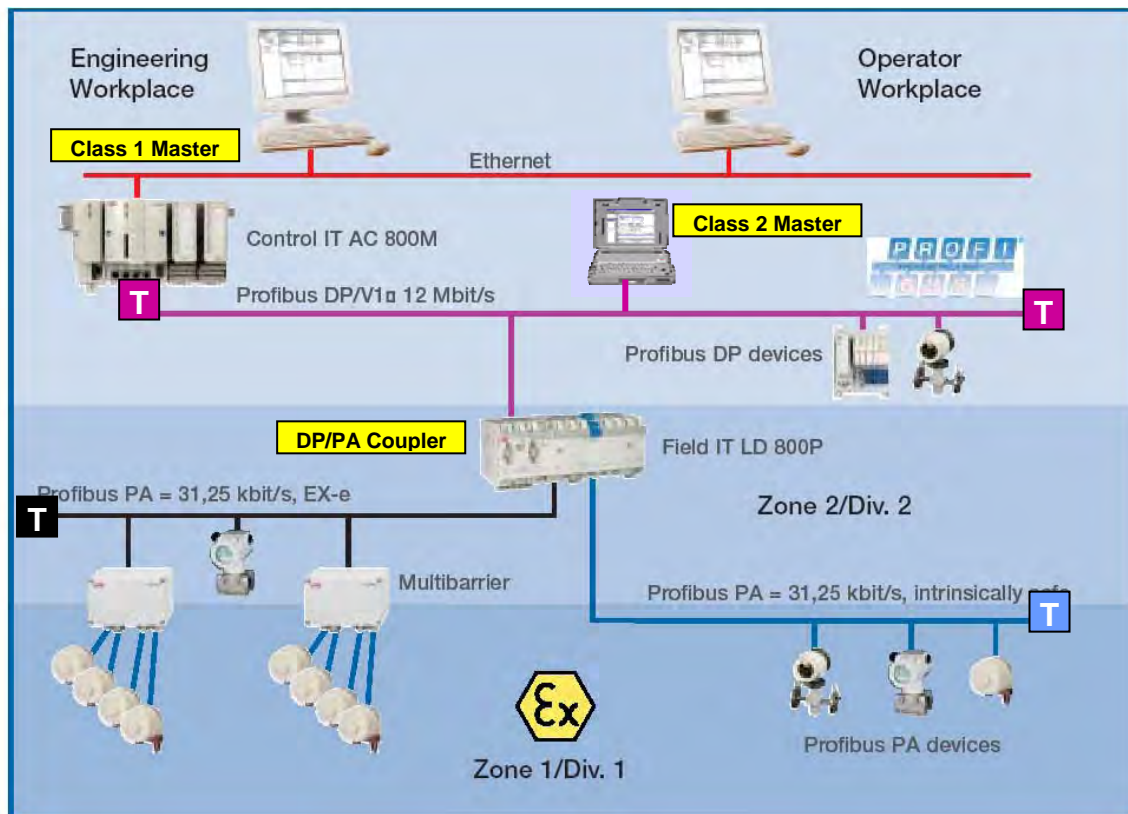 Engineering
Workplace
Operator
Workplace
Class 1 Master
Ethernet
Control IT AC 800M
Class 2 Master
PROFI
Profibus DP/V1¤ 12 Mbit/s
T
T
Profibus DP devices
DP/PA Coupler
Field IT LD 800P
Profibus PA = 31,25 kbit/s, EX-e
T
Zone 2/Div. 2
Multibarrier
Profibus PA = 31,25 kbit/s, intrinsically
T
Ex
Profibus PA devices
Zone 1/Div. 1